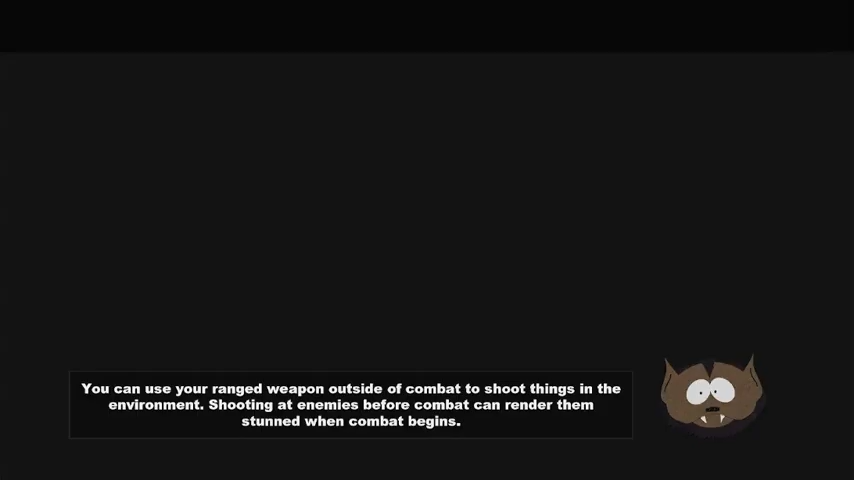 You can use your ranged weapon outside of combat to shoot things in the
environment. Shooting at enemies before combat can render them
stunned when combat begins.